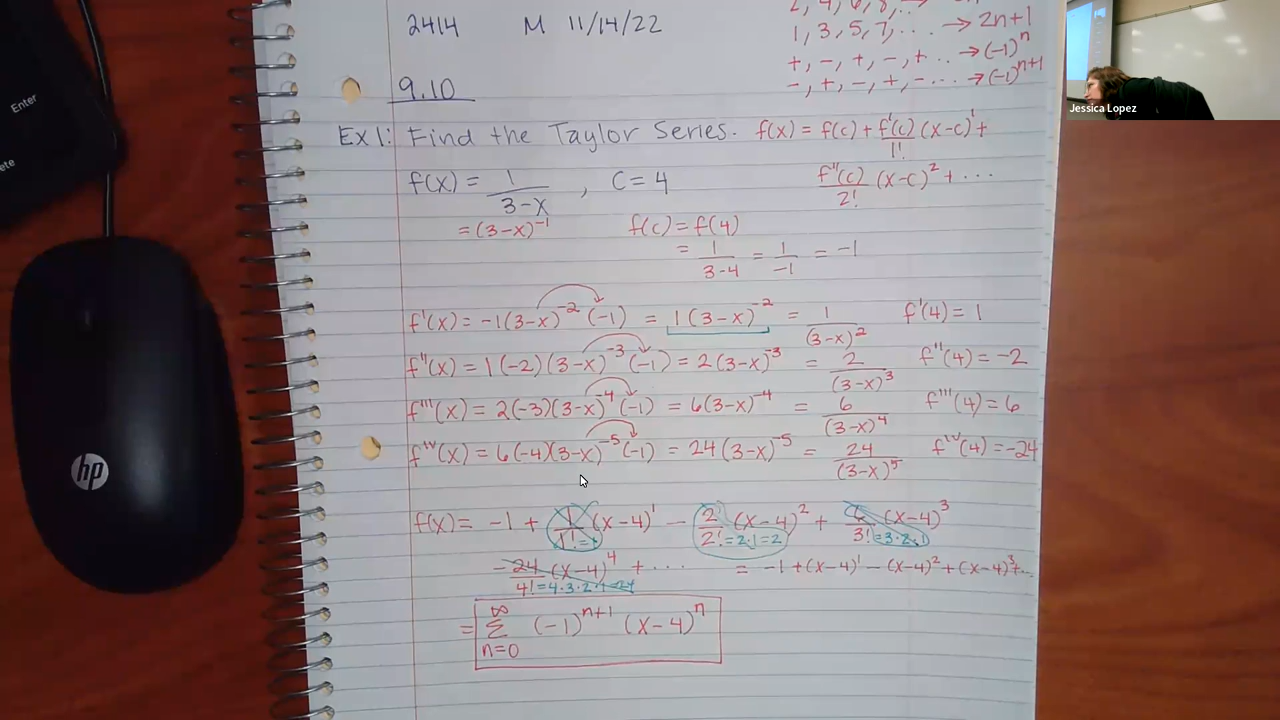 2414 M 11/14/22
2, 4, 6, 8, ...
1, 3, 5, 7, ... → 2n+1
+, −, +, −, + ... → (−1)^n
−, +, −, +, − ... → (−1)^{n+1}
9.10
Ex 1: Find the Taylor Series. f(x) = f(c) + f'(c)/1! (x−c)^1 +
f''(c)/2! (x−c)^2 + ...
f(x) = 1/(3−x) , c=4
= (3−x)^{-1}
f(c) = f(4)
= 1/(3−4) = 1/−1 = −1
f'(x) = −1(3−x)^{-2} (−1) = 1(3−x)^{-2} = 1/(3−x)^2 f'(4) = 1
f''(x) = 1(−2)(3−x)^{-3} (−1) = 2(3−x)^{-3} = 2/(3−x)^3 f''(4) = −2
f'''(x) = 2(−3)(3−x)^{-4} (−1) = 6(3−x)^{-4} = 6/(3−x)^4 f'''(4) = 6
f^{IV}(x) = 6(−4)(3−x)^{-5} (−1) = 24(3−x)^{-5} = 24/(3−x)^5 f^{IV}(4) = −24
f(x) = −1 + 1/1! (x−4)^1 − 2/2! (x−4)^2 + 6/3! (x−4)^3
=1 =2·1=2 =3·2·1
− 24/4! (x−4)^4 + ... = −1 + (x−4)^1 − (x−4)^2 + (x−4)^3 + ...
=4·3·2·1=24
= ∑_{n=0}^{∞} (−1)^{n+1} (x−4)^n
Jessica Lopez
Enter
hp